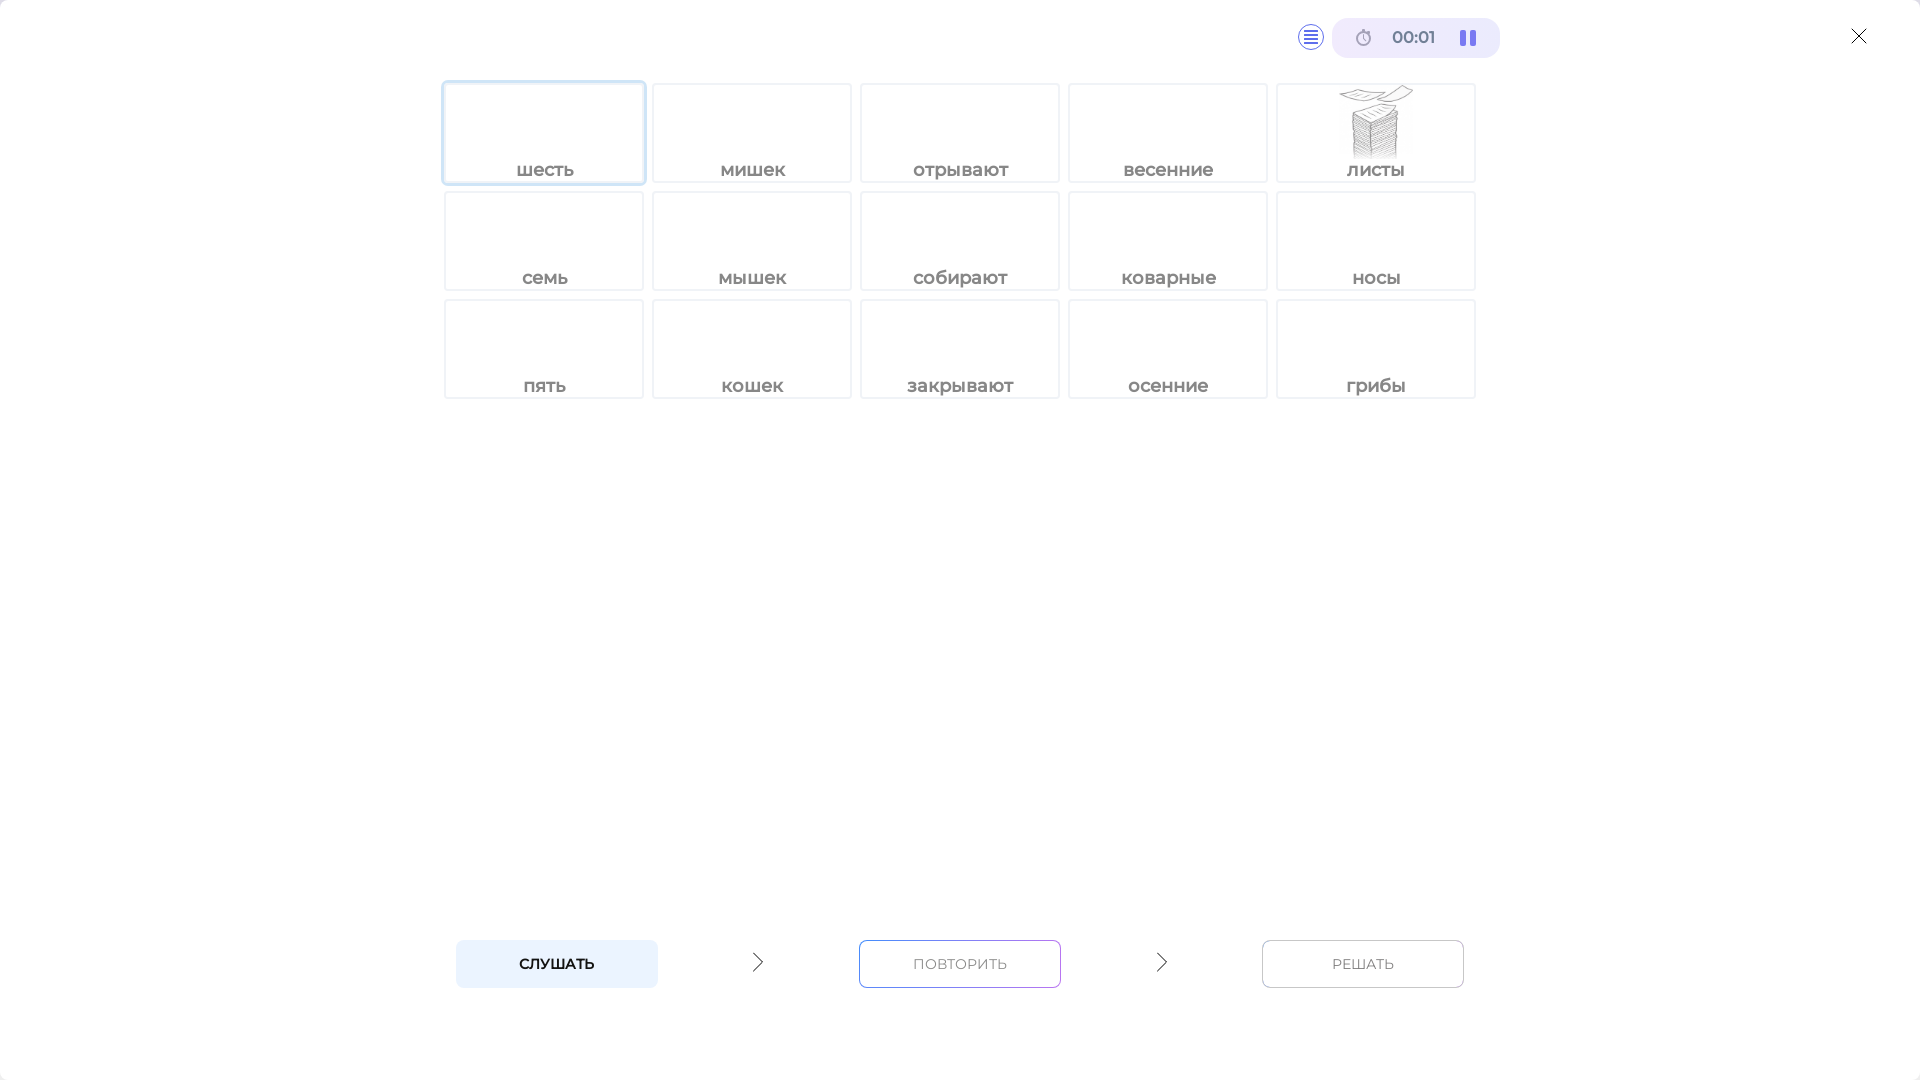 00:01
шесть мишек отрывают весенние листы
семь мышек собирают коварные носы
пять кошек закрывают осенние грибы
СЛУШАТЬ ПОВТОРИТЬ РЕШАТЬ